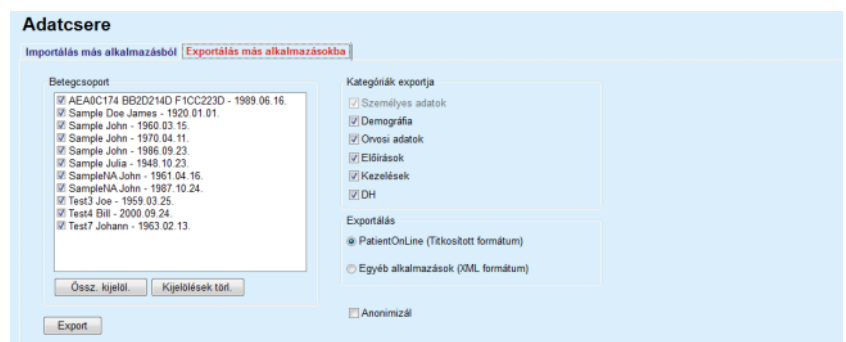 Adatcsere
Importálás más alkalmazásból
Exportálás más alkalmazásokba
Betegcsoport
AEA0C174 BB2D214D F1CC223D - 1989.06.16.
Sample Doe James - 1920.01.01.
Sample John - 1960.03.15.
Sample John - 1970.04.11.
Sample John - 1986.09.23.
Sample Julia - 1948.10.23.
SampleNA John - 1961.04.16.
SampleNA John - 1987.10.24.
Test3 Joe - 1959.03.25.
Test4 Bill - 2000.09.24.
Test7 Johann - 1963.02.13.
Össz. kijelöl.
Kijelölések törl.
Export
Kategóriák exportja
Személyes adatok
Demográfia
Orvosi adatok
Előírások
Kezelések
DH
Exportálás
PatientOnLine (Titkosított formátum)
Egyéb alkalmazások (XML formátum)
Anonimizál